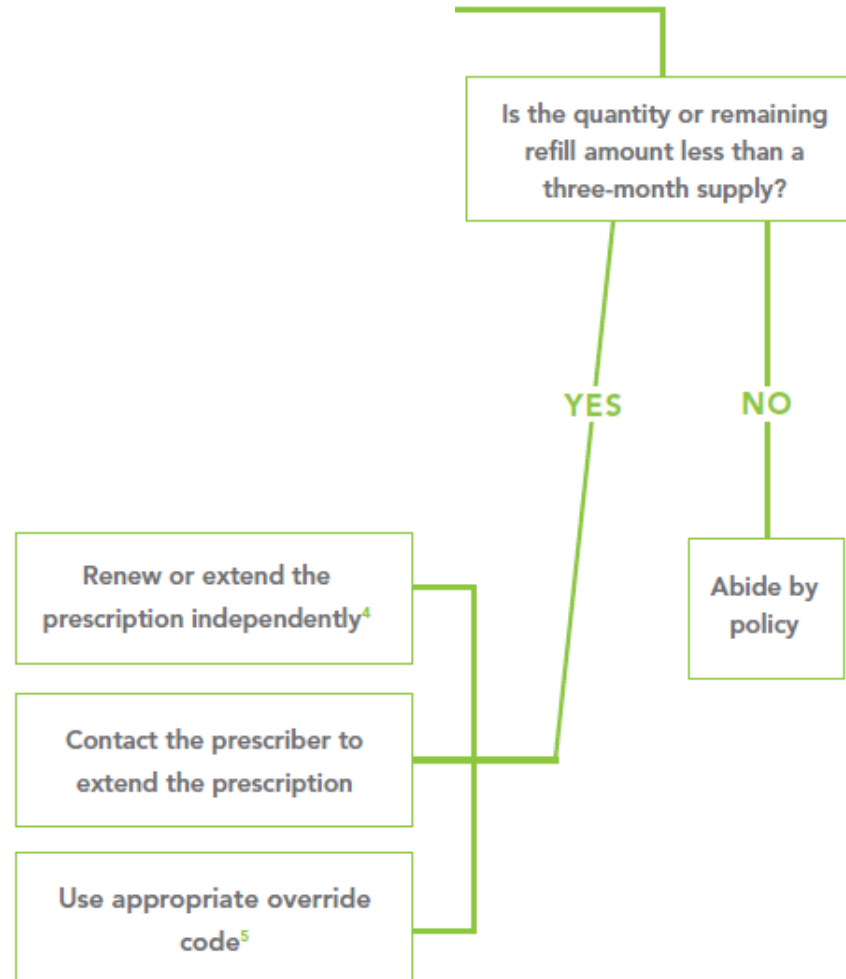 Is the quantity or remaining
refill amount less than a
three-month supply?
YES
NO
Renew or extend the
prescription independently⁴
Abide by
policy
Contact the prescriber to
extend the prescription
Use appropriate override
code⁵